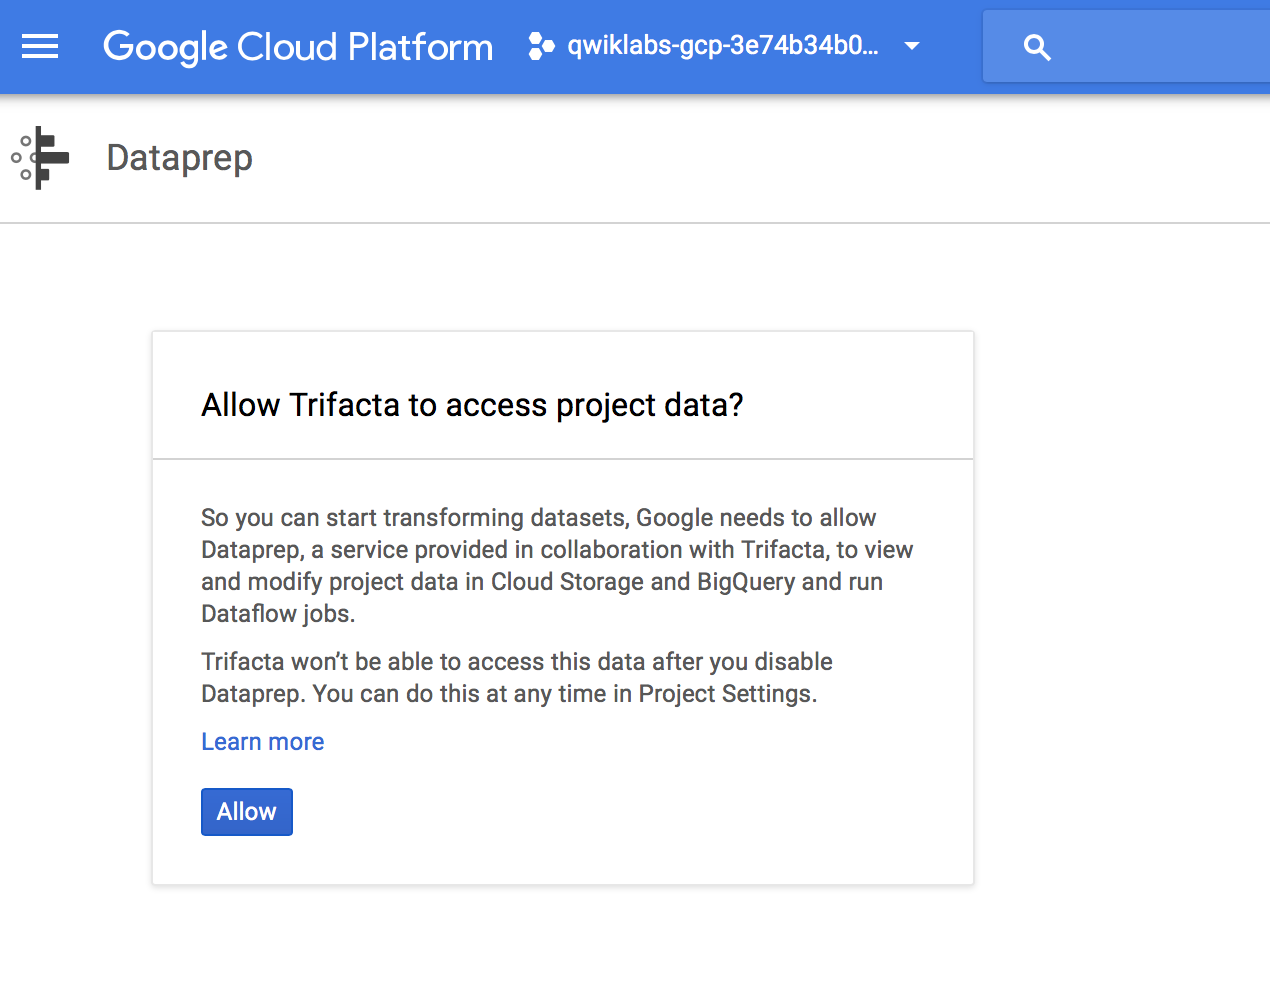 Google Cloud Platform
qwiklabs-gcp-3e74b34b0...
Dataprep
Allow Trifacta to access project data?
So you can start transforming datasets, Google needs to allow
Dataprep, a service provided in collaboration with Trifacta, to view
and modify project data in Cloud Storage and BigQuery and run
Dataflow jobs.
Trifacta won’t be able to access this data after you disable
Dataprep. You can do this at any time in Project Settings.
Learn more
Allow